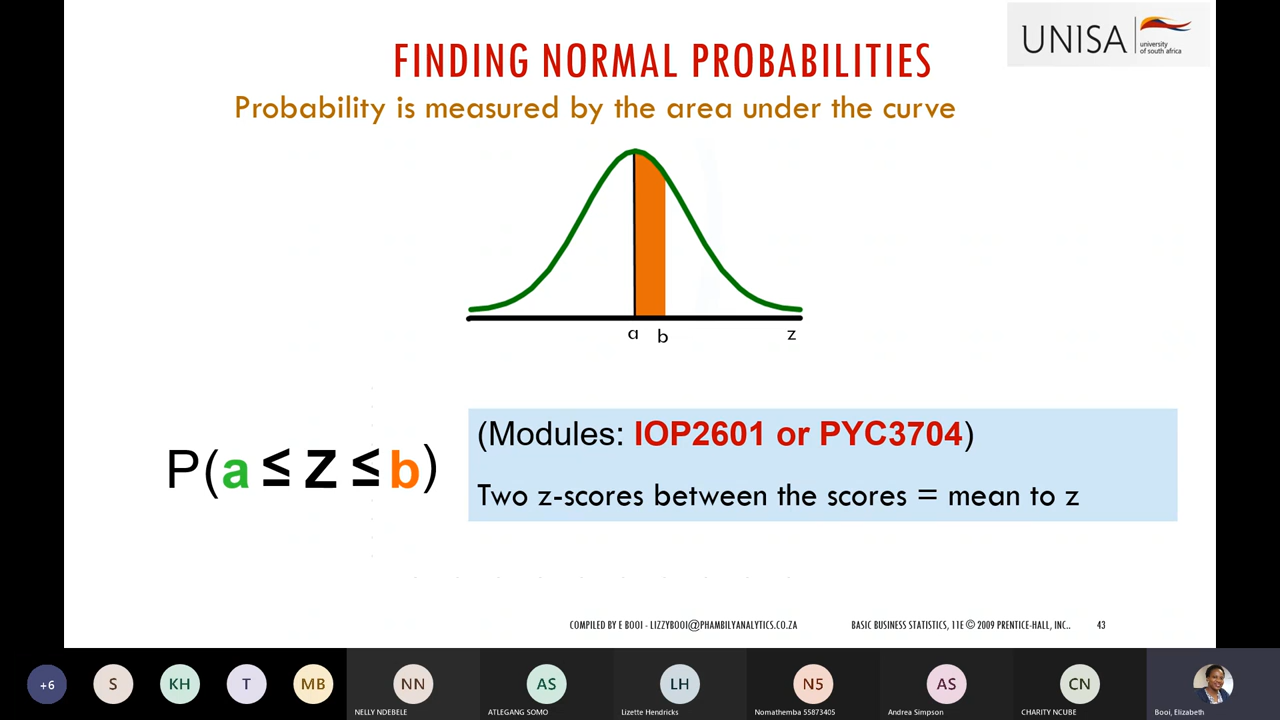 UNISA
university
of south africa
FINDING NORMAL PROBABILITIES
Probability is measured by the area under the curve
a b z
P(a ≤ Z ≤ b)
(Modules: IOP2601 or PYC3704)
Two z-scores between the scores = mean to z
COMPILED BY E BOOI - LIZZYBOOI@PHAMBILYANALYTICS.CO.ZA
BASIC BUSINESS STATISTICS, 11E © 2009 PRENTICE-HALL, INC..
43
+6
S
KH
T
MB
NN
NELLY NDEBELE
AS
ATLEGANG SOMO
LH
Lizette Hendricks
N5
Nomathemba 55873405
AS
Andrea Simpson
CN
CHARITY NCUBE
Booi, Elizabeth